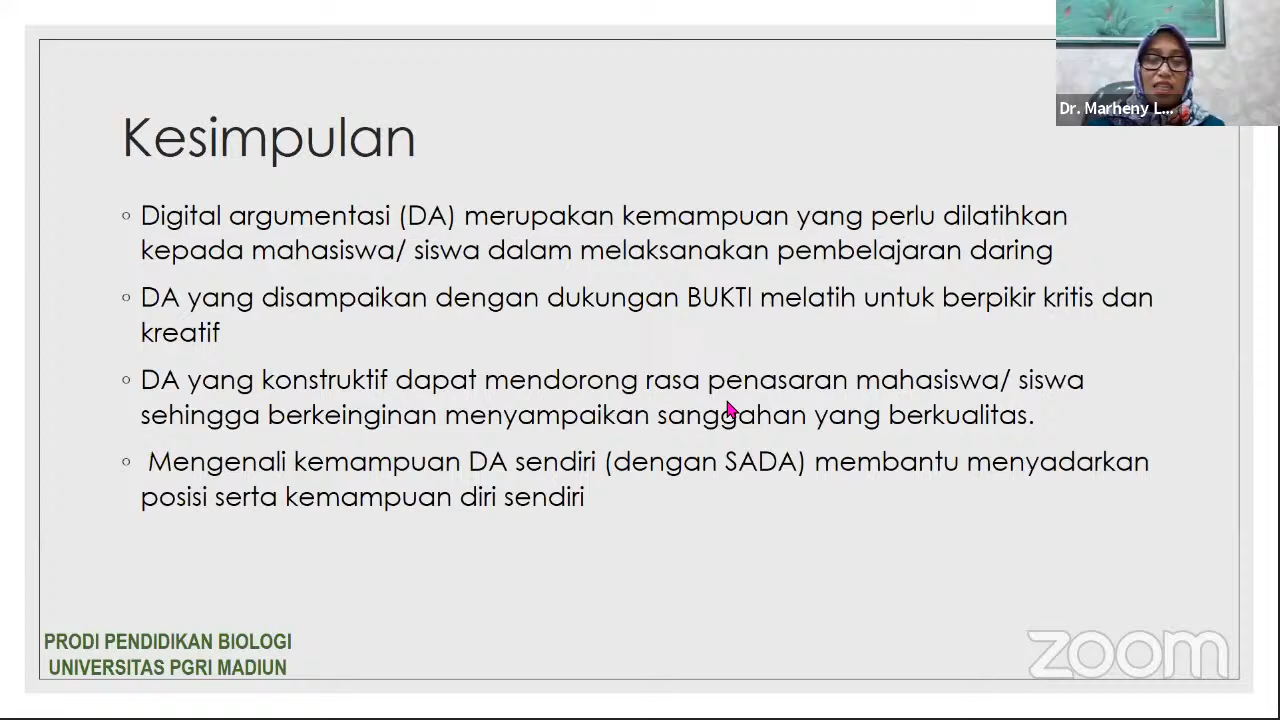 Dr. Marheny L...
Kesimpulan
◦ Digital argumentasi (DA) merupakan kemampuan yang perlu dilatihkan
kepada mahasiswa/ siswa dalam melaksanakan pembelajaran daring
◦ DA yang disampaikan dengan dukungan BUKTI melatih untuk berpikir kritis dan
kreatif
◦ DA yang konstruktif dapat mendorong rasa penasaran mahasiswa/ siswa
sehingga berkeinginan menyampaikan sanggahan yang berkualitas.
◦ Mengenali kemampuan DA sendiri (dengan SADA) membantu menyadarkan
posisi serta kemampuan diri sendiri
PRODI PENDIDIKAN BIOLOGI
UNIVERSITAS PGRI MADIUN
zoom